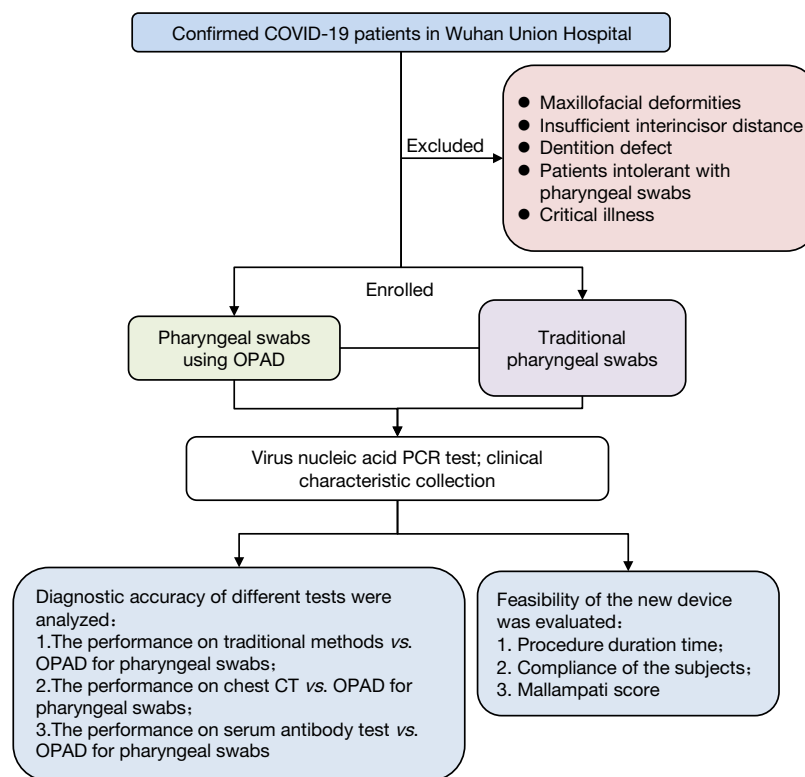 Confirmed COVID-19 patients in Wuhan Union Hospital
Excluded
● Maxillofacial deformities
● Insufficient interincisor distance
● Dentition defect
● Patients intolerant with
pharyngeal swabs
● Critical illness
Enrolled
Pharyngeal swabs
using OPAD
Traditional
pharyngeal swabs
Virus nucleic acid PCR test; clinical
characteristic collection
Diagnostic accuracy of different tests were
analyzed：
1.The performance on traditional methods vs.
OPAD for pharyngeal swabs；
2.The performance on chest CT vs. OPAD for
pharyngeal swabs；
3.The performance on serum antibody test vs.
OPAD for pharyngeal swabs
Feasibility of the new device
was evaluated：
1. Procedure duration time；
2. Compliance of the subjects；
3. Mallampati score